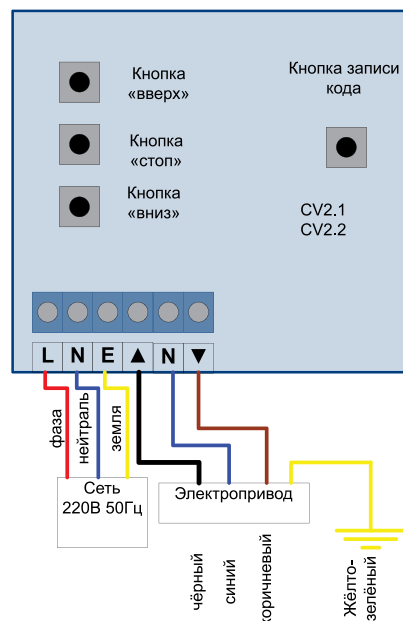 Кнопка
«вверх»
Кнопка записи
кода
Кнопка
«стоп»
Кнопка
«вниз»
CV2.1
CV2.2
L N E ▲ N ▼
фаза
нейтраль
земля
Сеть
220В 50Гц
Электропривод
чёрный
синий
коричневый
Жёлто-
зелёный